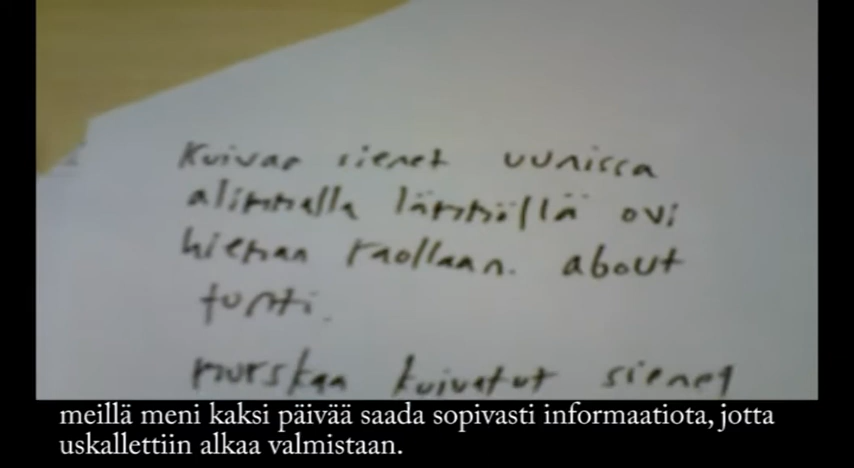 Kuivaa sienet uunissa
alimmalla lämmöllä ovi
hieman raollaan. about
tunti.
murskaa kuivatut sienet
meillä meni kaksi päivää saada sopivasti informaatiota, jotta
uskallettiin alkaa valmistaan.